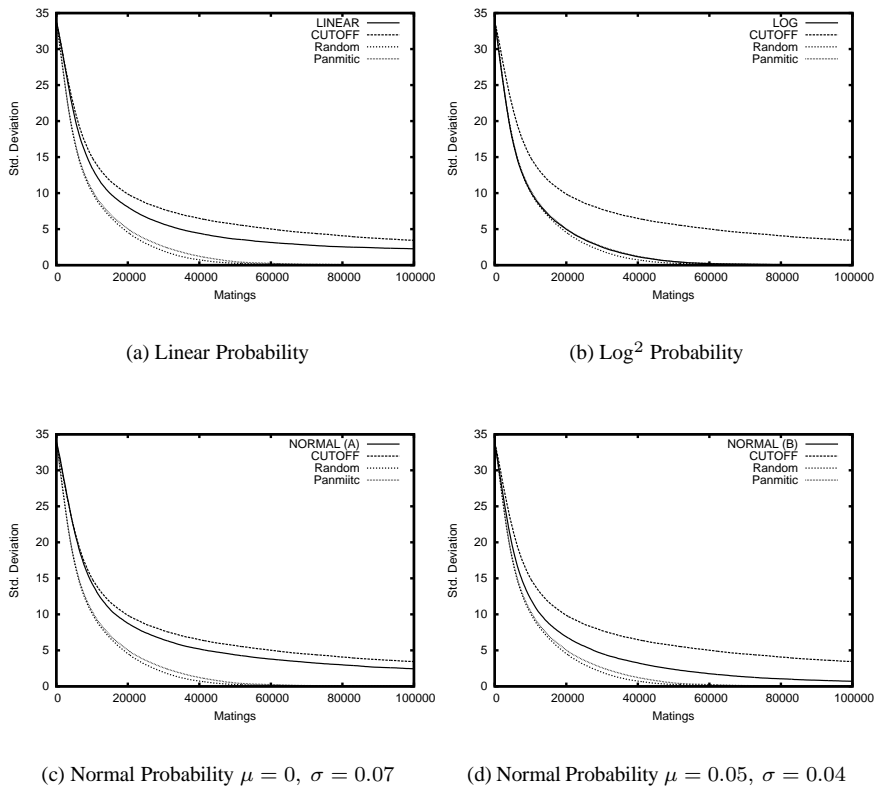 35
30
25
20
15
10
5
0
Std. Deviation
LINEAR
CUTOFF
Random
Panmitic
0 20000 40000 60000 80000 100000
Matings
(a) Linear Probability
35
30
25
20
15
10
5
0
Std. Deviation
LOG
CUTOFF
Random
Panmitic
0 20000 40000 60000 80000 100000
Matings
(b) Log² Probability
35
30
25
20
15
10
5
0
Std. Deviation
NORMAL (A)
CUTOFF
Random
Panmiitc
0 20000 40000 60000 80000 100000
Matings
(c) Normal Probability μ = 0, σ = 0.07
35
30
25
20
15
10
5
0
Std. Deviation
NORMAL (B)
CUTOFF
Random
Panmitic
0 20000 40000 60000 80000 100000
Matings
(d) Normal Probability μ = 0.05, σ = 0.04